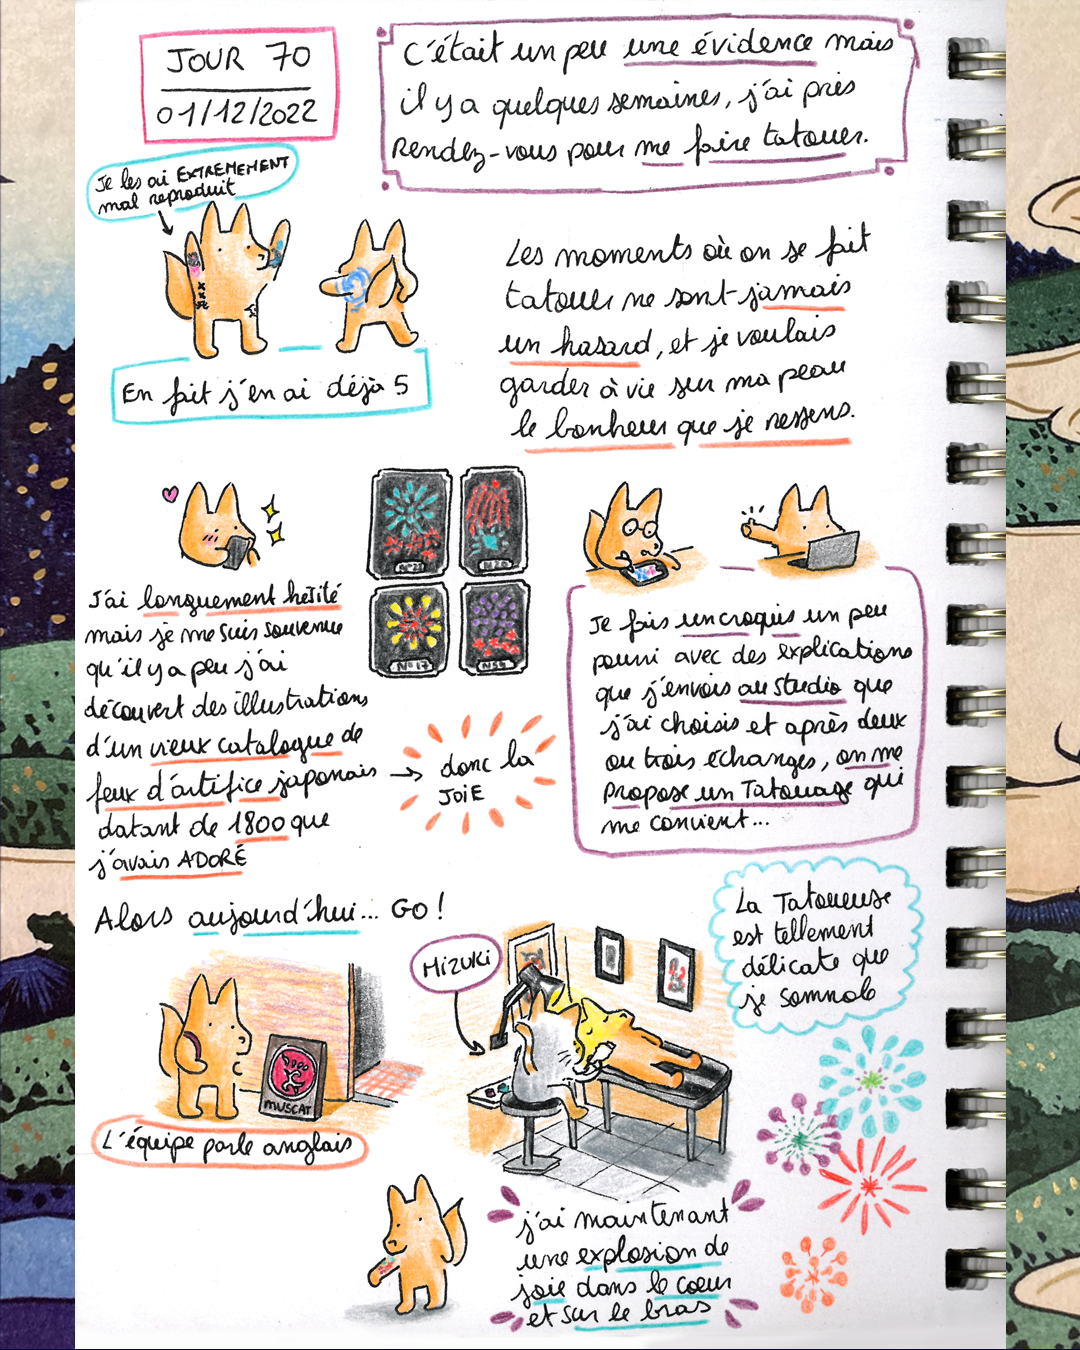 JOUR 70
01/12/2022
C'était un peu une évidence mais
il y a quelques semaines, j'ai pris
rendez-vous pour me faire tatouer.
Je les ai EXTREMEMENT
mal reproduit
En fait j'en ai déjà 5
Les moments où on se fait
tatouer ne sont jamais
un hasard, et je voulais
garder à vie sur ma peau
le bonheur que je ressens.
J'ai longuement hésité
mais je me suis souvenue
qu'il y a peu j'ai
découvert des illustrations
d'un vieux catalogue de
feux d'artifice japonais
datant de 1800 que
j'avais ADORÉ
N°17
donc la
JOIE
Je fais un croquis un peu
pourri avec des explications
que j'envois au studio que
j'ai choisis et après deux
ou trois échanges, on me
propose un Tatouage qui
me convient...
Alors aujourd'hui... GO!
MUSCAT
L'équipe parle anglais
Mizuki
La Tatoueuse
est tellement
délicate que
je somnole
j'ai maintenant
une explosion de
joie dans le cœur
et sur le bras